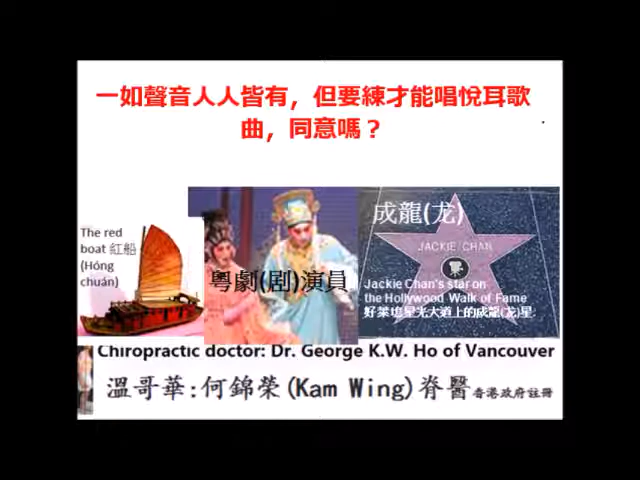 一如聲音人人皆有，但要練才能唱悅耳歌
曲，同意嗎？
The red
boat 紅船
(Hóng
chuán)
粵劇(剧)演員
成龍(龙)
JACKIE CHAN
Jackie Chan's star on
the Hollywood Walk of Fame
好萊塢星光大道上的成龍(龙)星
Chiropractic doctor: Dr. George K.W. Ho of Vancouver
溫哥華:何錦榮(Kam Wing)脊醫香港政府註冊